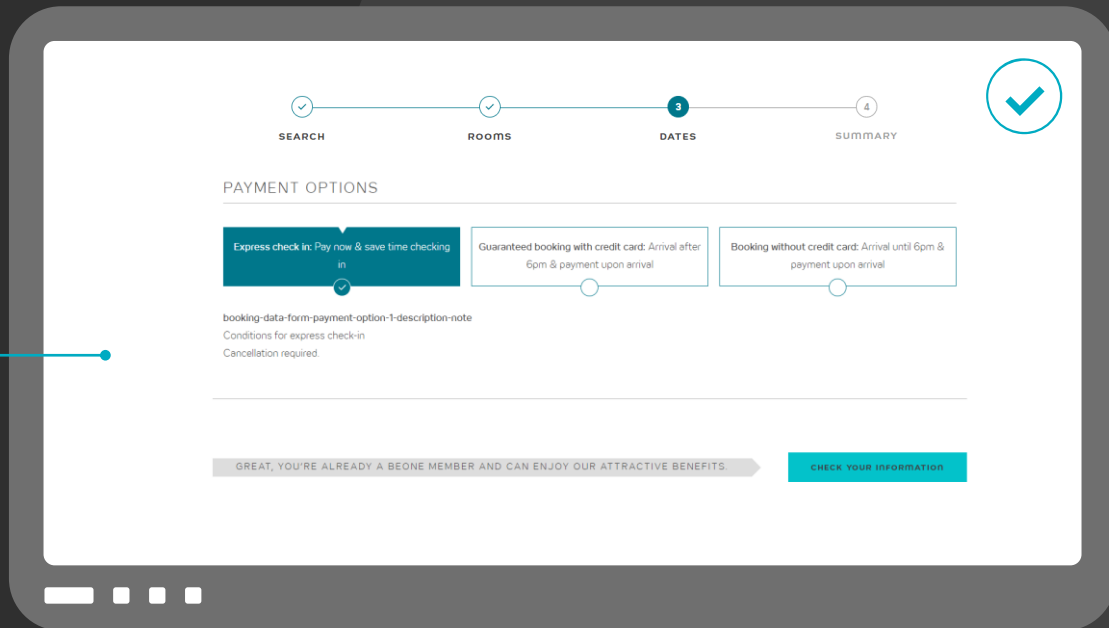 3
4
SEARCH
ROOMS
DATES
SUMMARY
PAYMENT OPTIONS
Express check in: Pay now & save time checking
in
Guaranteed booking with credit card: Arrival after
6pm & payment upon arrival
Booking without credit card: Arrival until 6pm &
payment upon arrival
booking-data-form-payment-option-1-description-note
Conditions for express check-in
Cancellation required.
GREAT, YOU'RE ALREADY A BEONE MEMBER AND CAN ENJOY OUR ATTRACTIVE BENEFITS.
CHECK YOUR INFORMATION